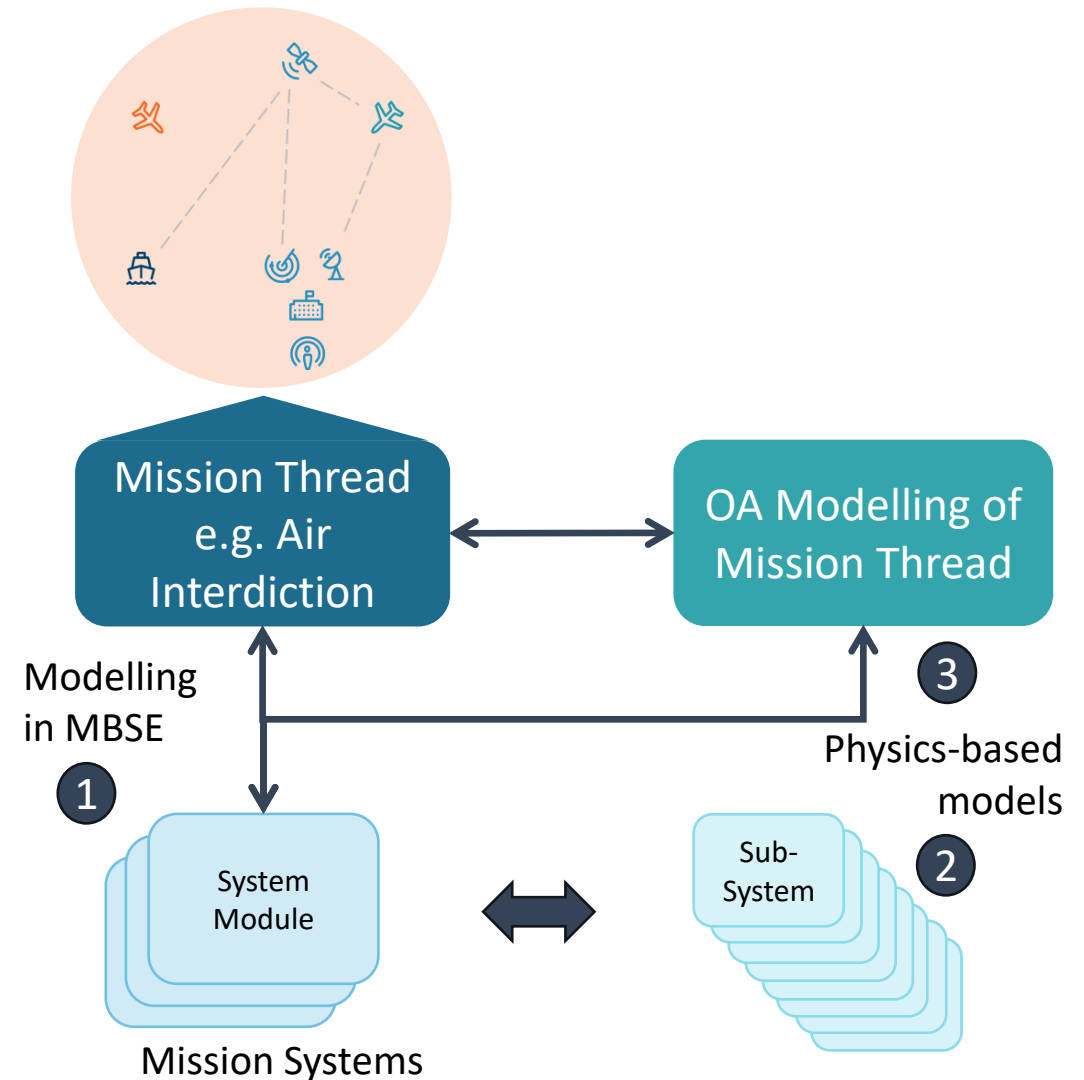 Mission Thread
e.g. Air
Interdiction
OA Modelling of
Mission Thread
Modelling
in MBSE
1
3
Physics-based
models
2
System
Module
Sub-
System
Mission Systems